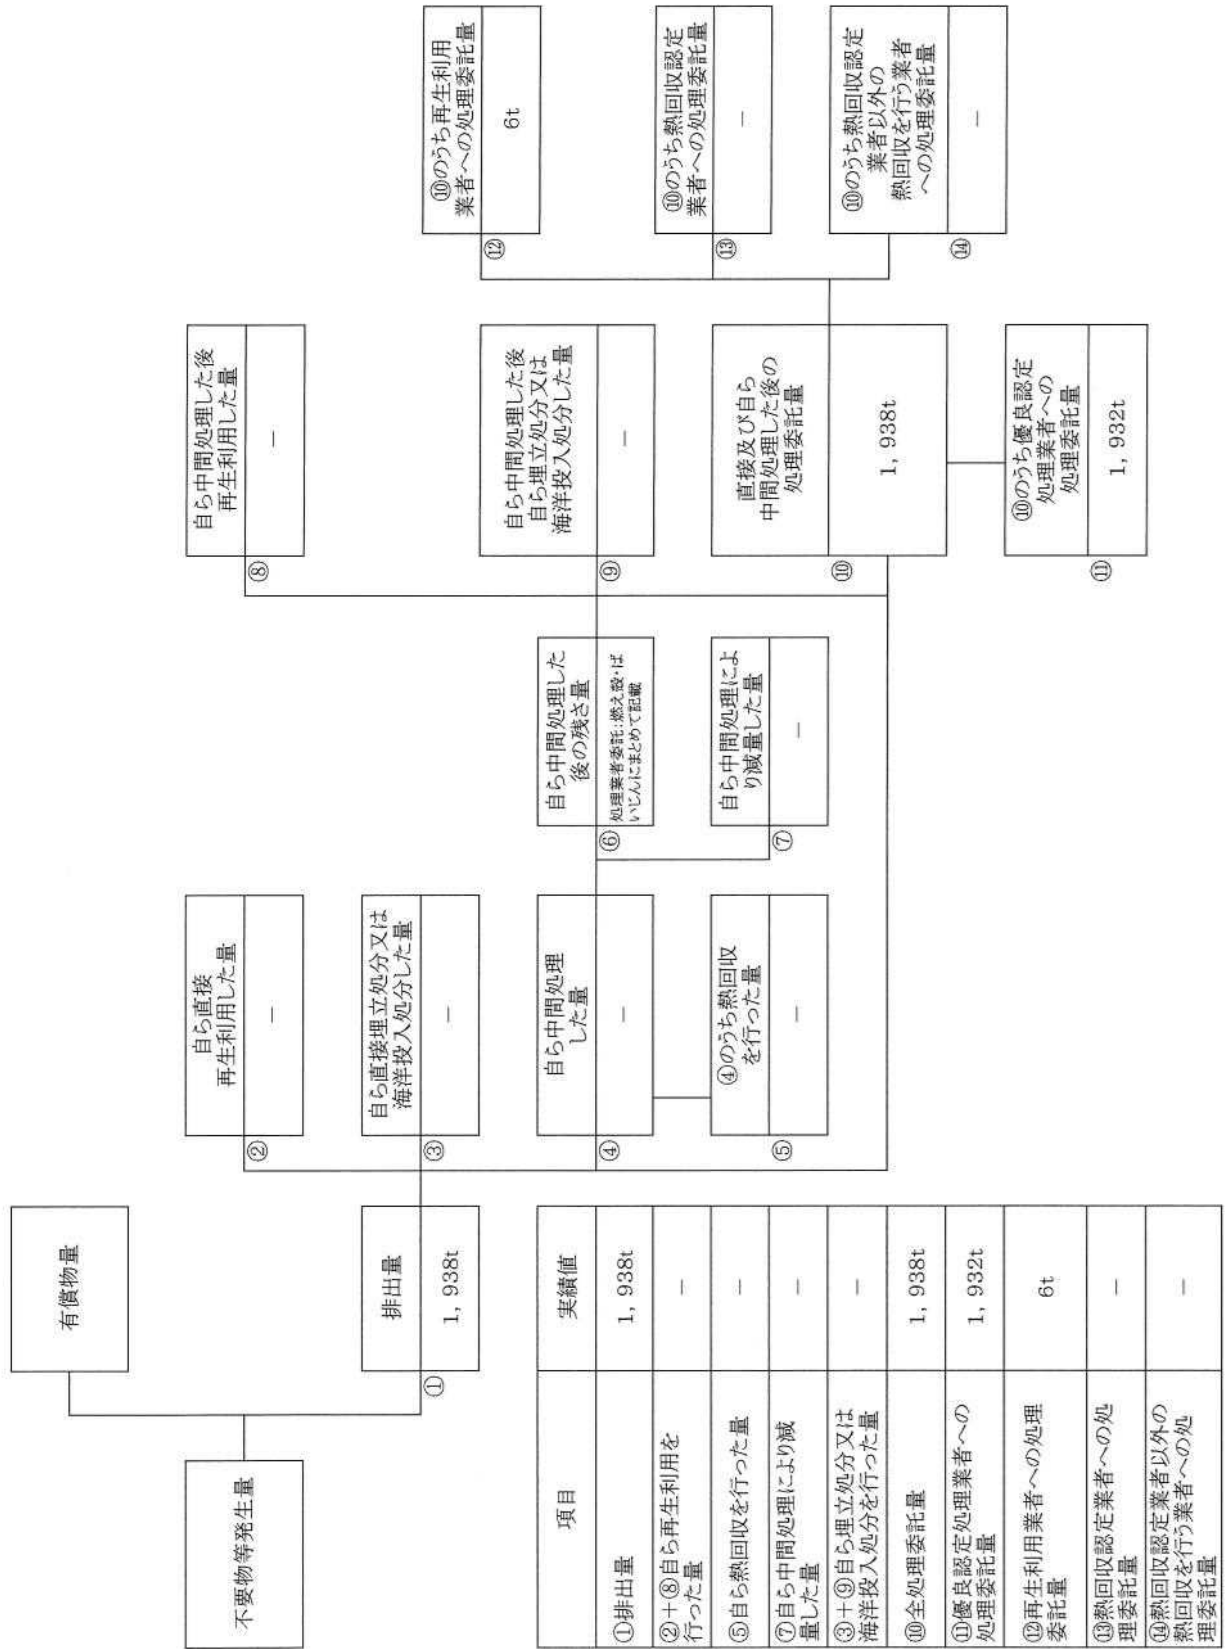 不要物等発生量
有償物量
排出量
①
1, 938t
自ら直接
再生利用した量
②
－
自ら直接埋立処分又は
海洋投入処分した量
③
－
自ら中間処理
した量
④
－
④のうち熱回収
を行った量
⑤
－
自ら中間処理した
後の残さ量
⑥
処理業者委託:燃え殻・ば
いじんにまとめて記載
自ら中間処理によ
り減量した量
⑦
－
自ら中間処理した後
再生利用した量
⑧
－
自ら中間処理した後
自ら埋立処分又は
海洋投入処分した量
⑨
－
直接及び自ら
中間処理した後の
処理委託量
⑩
1, 938t
⑩のうち優良認定
処理業者への
処理委託量
⑪
1, 932t
⑩のうち再生利用
業者への処理委託量
⑫
6t
⑩のうち熱回収認定
業者への処理委託量
⑬
－
⑩のうち熱回収認定
業者以外の
熱回収を行う業者
への処理委託量
⑭
－
項目 実績値
①排出量 1, 938t
②+⑧自ら再生利用を
行った量 －
⑤自ら熱回収を行った量 －
⑦自ら中間処理により減
量した量 －
③+⑨自ら埋立処分又は
海洋投入処分を行った量 －
⑩全処理委託量 1, 938t
⑪優良認定処理業者への
処理委託量 1, 932t
⑫再生利用業者への処理
委託量 6t
⑬熱回収認定業者への処
理委託量 －
⑭熱回収認定業者以外の
熱回収を行う業者への処
理委託量 －